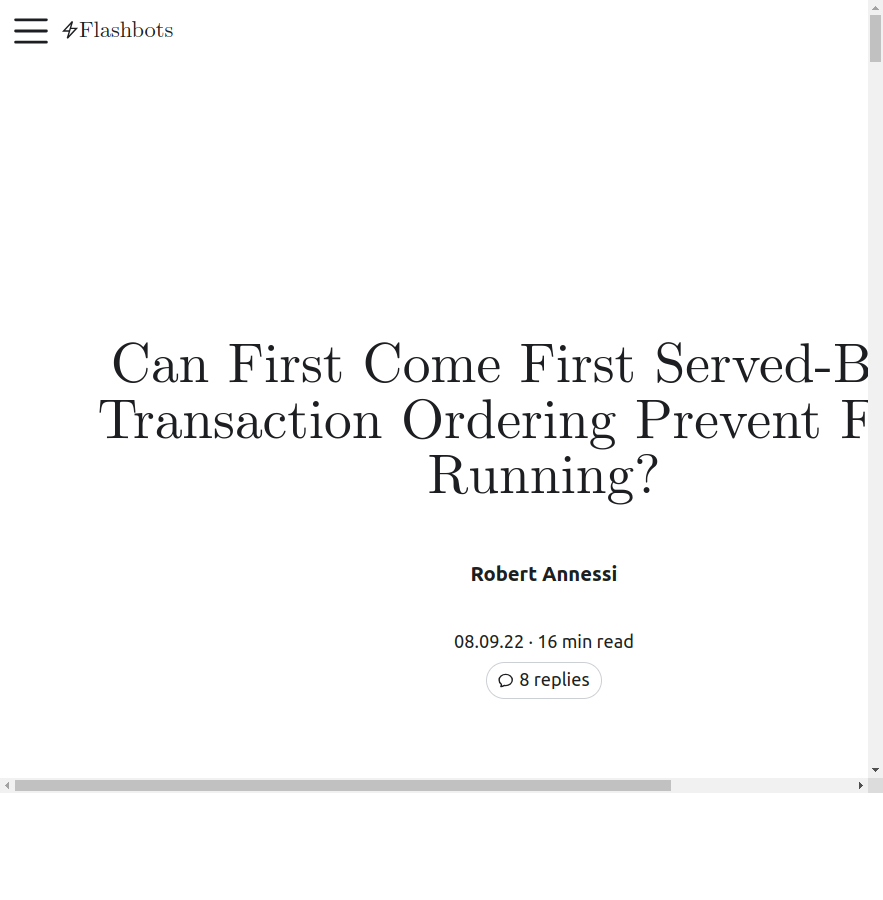 Flashbots
Can First Come First Served-B
Transaction Ordering Prevent F
Running?
Robert Annessi
08.09.22 · 16 min read
8 replies